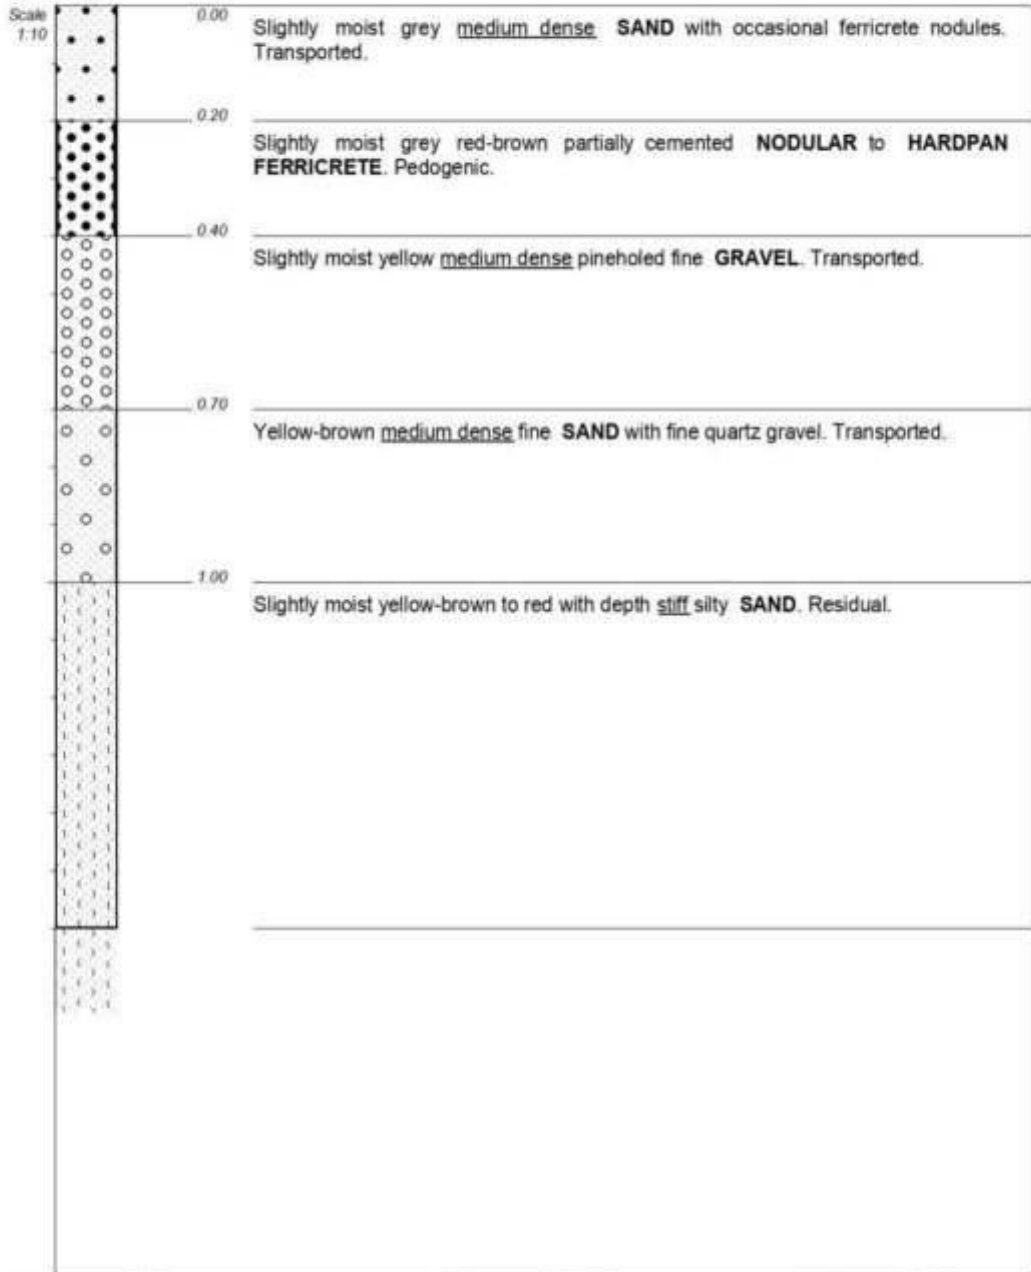 Scale
1:10
0.00
Slightly moist grey medium dense SAND with occasional ferricrete nodules.
Transported.
0.20
Slightly moist grey red-brown partially cemented NODULAR to HARDPAN
FERRICRETE. Pedogenic.
0.40
Slightly moist yellow medium dense pineholed fine GRAVEL. Transported.
0.70
Yellow-brown medium dense fine SAND with fine quartz gravel. Transported.
1.00
Slightly moist yellow-brown to red with depth stiff silty SAND. Residual.